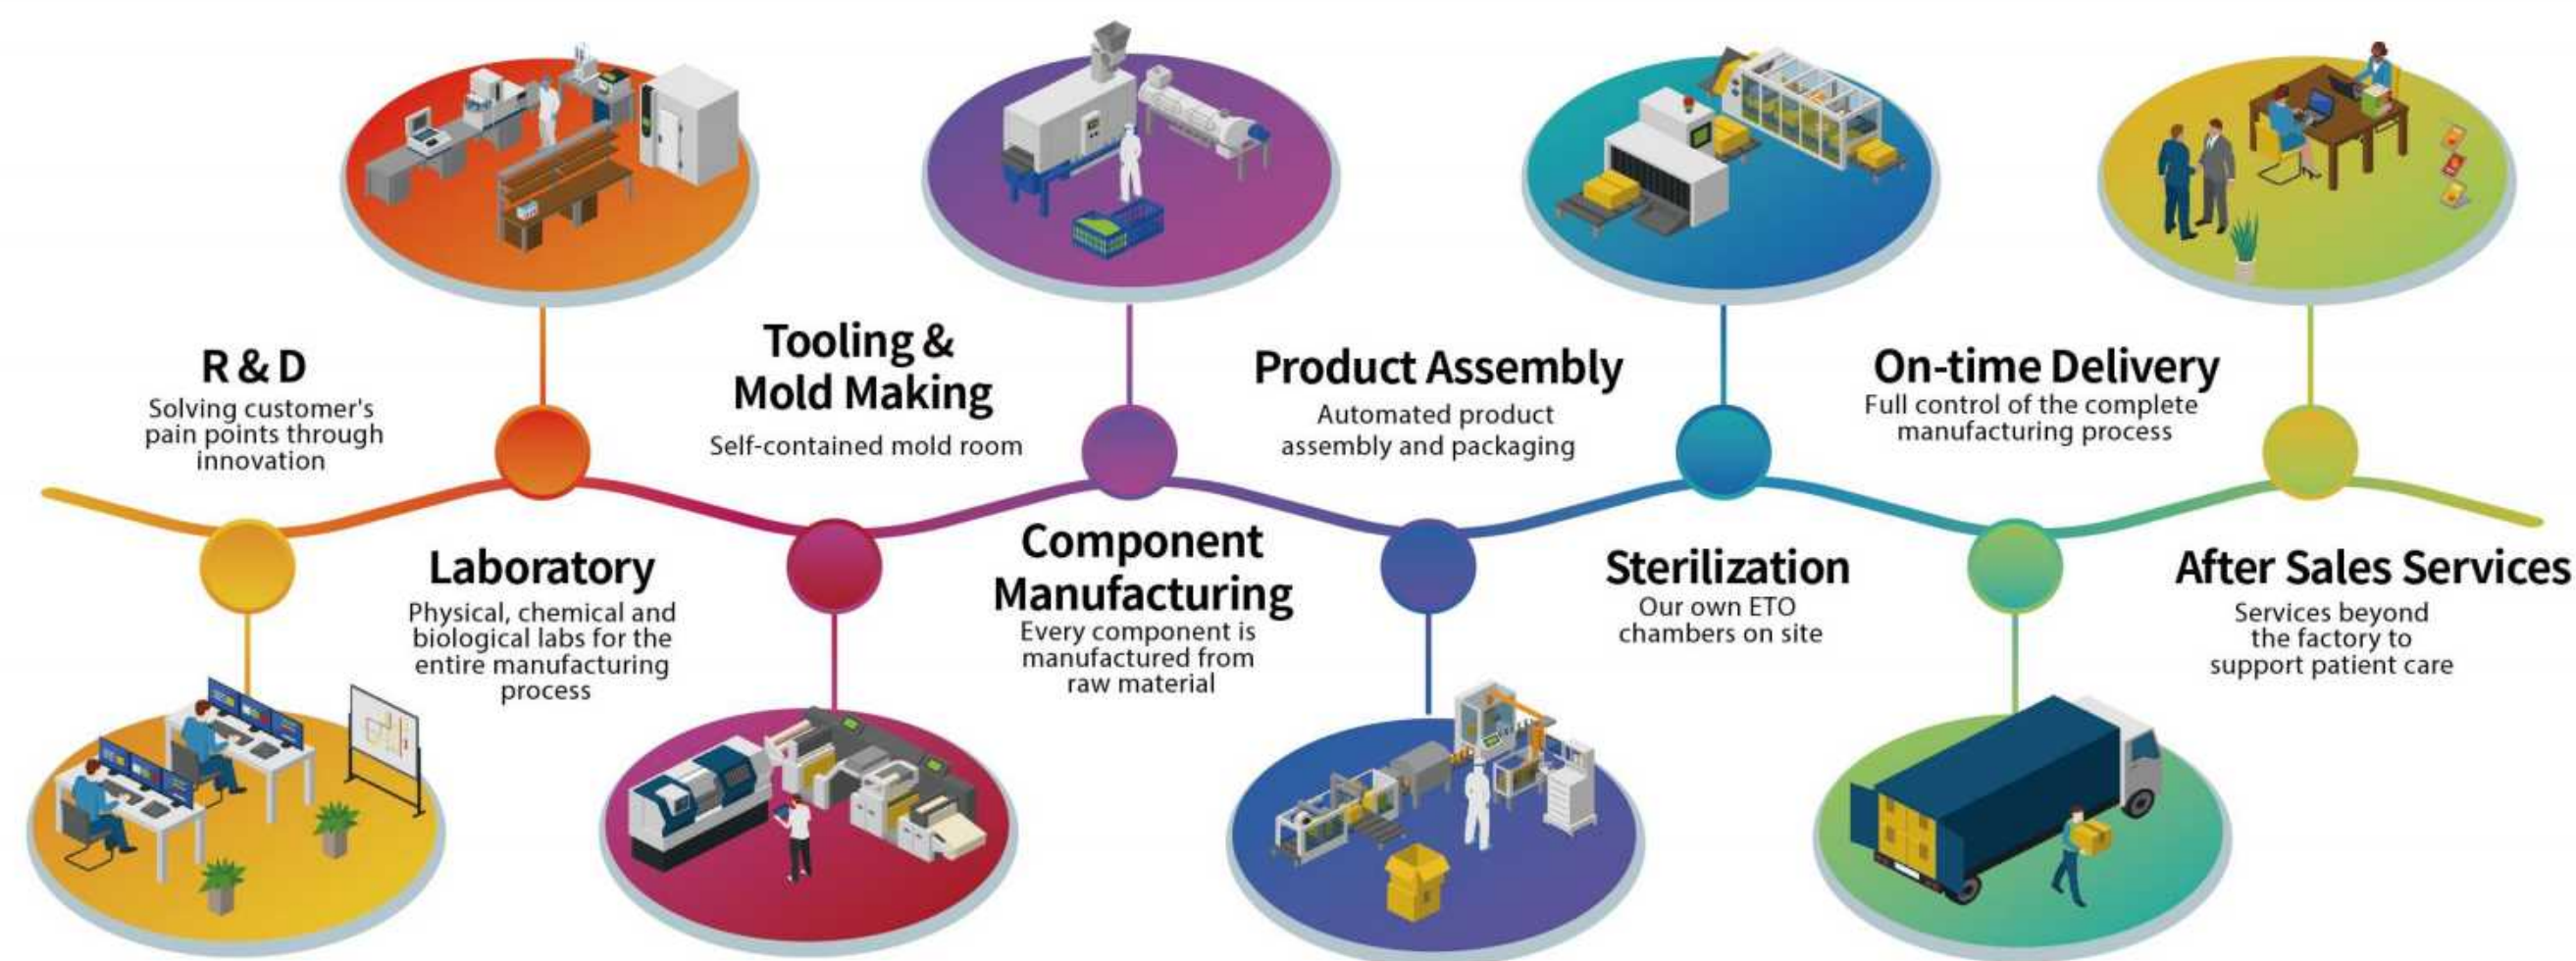 R & D
Solving customer's
pain points through
innovation
Laboratory
Physical, chemical and
biological labs for the
entire manufacturing
process
Tooling &
Mold Making
Self-contained mold room
Component
Manufacturing
Every component is
manufactured from
raw material
Product Assembly
Automated product
assembly and packaging
Sterilization
Our own ETO
chambers on site
On-time Delivery
Full control of the complete
manufacturing process
After Sales Services
Services beyond
the factory to
support patient care